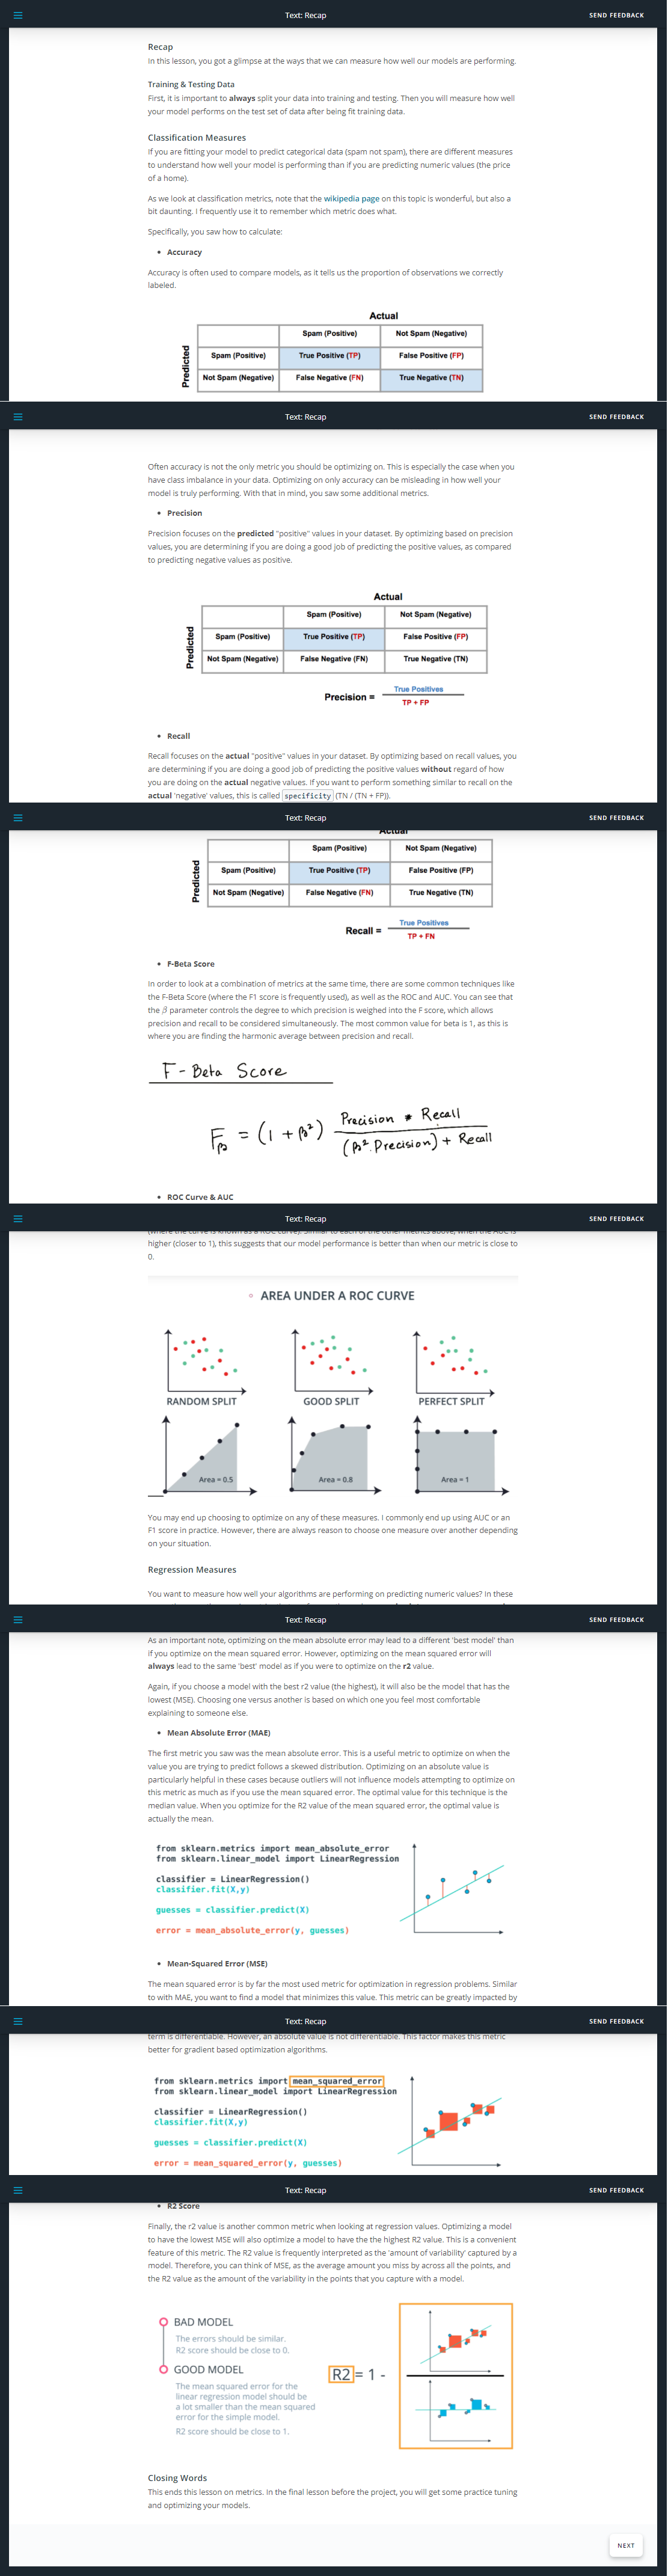 Text: Recap
SEND FEEDBACK
Recap
In this lesson, you got a glimpse at the ways that we can measure how well our models are performing.
Training & Testing Data
First, it is important to always split your data into training and testing. Then you will measure how well
your model performs on the test set of data after being fit training data.
Classification Measures
If you are fitting your model to predict categorical data (spam not spam), there are different measures
to understand how well your model is performing than if you are predicting numeric values (the price
of a home).
As we look at classification metrics, note that the wikipedia page on this topic is wonderful, but also a
bit daunting. I frequently use it to remember which metric does what.
Specifically, you saw how to calculate:
• Accuracy
Accuracy is often used to compare models, as it tells us the proportion of observations we correctly
labeled.
Actual
Predicted
Spam (Positive) Not Spam (Negative)
Spam (Positive) True Positive (TP) False Positive (FP)
Not Spam (Negative) False Negative (FN) True Negative (TN)
Text: Recap
SEND FEEDBACK
Often accuracy is not the only metric you should be optimizing on. This is especially the case when you
have class imbalance in your data. Optimizing on only accuracy can be misleading in how well your
model is truly performing. With that in mind, you saw some additional metrics.
• Precision
Precision focuses on the predicted "positive" values in your dataset. By optimizing based on precision
values, you are determining if you are doing a good job of predicting the positive values, as compared
to predicting negative values as positive.
Actual
Predicted
Spam (Positive) Not Spam (Negative)
Spam (Positive) True Positive (TP) False Positive (FP)
Not Spam (Negative) False Negative (FN) True Negative (TN)
Precision = True Positives
TP + FP
• Recall
Recall focuses on the actual "positive" values in your dataset. By optimizing based on recall values, you
are determining if you are doing a good job of predicting the positive values without regard of how
you are doing on the actual negative values. If you want to perform something similar to recall on the
actual 'negative' values, this is called specificity (TN / (TN + FP)).
Text: Recap
SEND FEEDBACK
Actual
Predicted
Spam (Positive) Not Spam (Negative)
Spam (Positive) True Positive (TP) False Positive (FP)
Not Spam (Negative) False Negative (FN) True Negative (TN)
Recall = True Positives
TP + FN
• F-Beta Score
In order to look at a combination of metrics at the same time, there are some common techniques like
the F-Beta Score (where the F1 score is frequently used), as well as the ROC and AUC. You can see that
the β parameter controls the degree to which precision is weighed into the F score, which allows
precision and recall to be considered simultaneously. The most common value for beta is 1, as this is
where you are finding the harmonic average between precision and recall.
F - Beta Score
Fβ = (1 + β²) Precision * Recall
(β² · Precision) + Recall
• ROC Curve & AUC
Text: Recap
SEND FEEDBACK
(where the curve is known as a ROC curve). Similar to each of the other metrics above, when the AUC is
higher (closer to 1), this suggests that our model performance is better than when our metric is close to
0.
AREA UNDER A ROC CURVE
RANDOM SPLIT GOOD SPLIT PERFECT SPLIT
Area = 0.5 Area = 0.8 Area = 1
You may end up choosing to optimize on any of these measures. I commonly end up using AUC or an
F1 score in practice. However, there are always reason to choose one measure over another depending
on your situation.
Regression Measures
You want to measure how well your algorithms are performing on predicting numeric values? In these
Text: Recap
SEND FEEDBACK
As an important note, optimizing on the mean absolute error may lead to a different 'best model' than
if you optimize on the mean squared error. However, optimizing on the mean squared error will
always lead to the same 'best' model as if you were to optimize on the r2 value.
Again, if you choose a model with the best r2 value (the highest), it will also be the model that has the
lowest (MSE). Choosing one versus another is based on which one you feel most comfortable
explaining to someone else.
• Mean Absolute Error (MAE)
The first metric you saw was the mean absolute error. This is a useful metric to optimize on when the
value you are trying to predict follows a skewed distribution. Optimizing on an absolute value is
particularly helpful in these cases because outliers will not influence models attempting to optimize on
this metric as much as if you use the mean squared error. The optimal value for this technique is the
median value. When you optimize for the R2 value of the mean squared error, the optimal value is
actually the mean.
from sklearn.metrics import mean_absolute_error
from sklearn.linear_model import LinearRegression
classifier = LinearRegression()
classifier.fit(X,y)
guesses = classifier.predict(X)
error = mean_absolute_error(y, guesses)
• Mean-Squared Error (MSE)
The mean squared error is by far the most used metric for optimization in regression problems. Similar
to with MAE, you want to find a model that minimizes this value. This metric can be greatly impacted by
Text: Recap
SEND FEEDBACK
term is differentiable. However, an absolute value is not differentiable. This factor makes this metric
better for gradient based optimization algorithms.
from sklearn.metrics import mean_squared_error
from sklearn.linear_model import LinearRegression
classifier = LinearRegression()
classifier.fit(X,y)
guesses = classifier.predict(X)
error = mean_squared_error(y, guesses)
Text: Recap
SEND FEEDBACK
• R2 Score
Finally, the r2 value is another common metric when looking at regression values. Optimizing a model
to have the lowest MSE will also optimize a model to have the the highest R2 value. This is a convenient
feature of this metric. The R2 value is frequently interpreted as the 'amount of variability' captured by a
model. Therefore, you can think of MSE, as the average amount you miss by across all the points, and
the R2 value as the amount of the variability in the points that you capture with a model.
BAD MODEL
The errors should be similar.
R2 score should be close to 0.
GOOD MODEL
The mean squared error for the
linear regression model should be
a lot smaller than the mean squared
error for the simple model.
R2 score should be close to 1.
R2 = 1 -
Closing Words
This ends this lesson on metrics. In the final lesson before the project, you will get some practice tuning
and optimizing your models.
NEXT